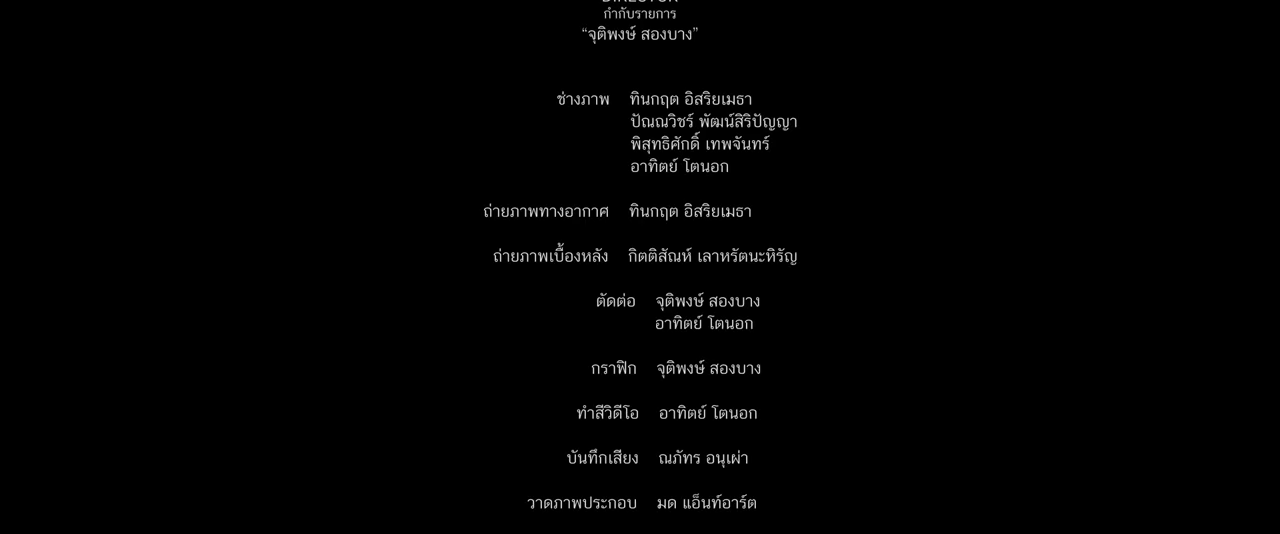 DIRECTOR
กำกับรายการ
“จุติพงษ์ สองบาง”
ช่างภาพ ทินกฤต อิสริยเมธา
ปัณณวิชร์ พัฒน์สิริปัญญา
พิสุทธิศักดิ์ เทพจันทร์
อาทิตย์ โตนอก
ถ่ายภาพทางอากาศ ทินกฤต อิสริยเมธา
ถ่ายภาพเบื้องหลัง กิตติสัณห์ เลาหรัตนะหิรัญ
ตัดต่อ จุติพงษ์ สองบาง
อาทิตย์ โตนอก
กราฟิก จุติพงษ์ สองบาง
ทำสีวิดีโอ อาทิตย์ โตนอก
บันทึกเสียง ณภัทร อนุเผ่า
วาดภาพประกอบ มด แอ็นท์อาร์ต